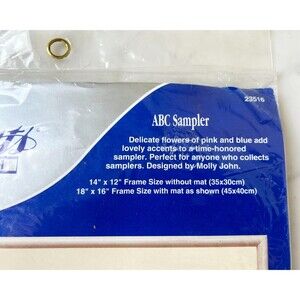 23516
ABC Sampler
Delicate flowers of pink and blue add
lovely accents to a time-honored
sampler. Perfect for anyone who collects
samplers. Designed by Molly John.
14" x 12" Frame Size without mat (35x30cm)
18" x 16" Frame Size with mat as shown (45x40cm)